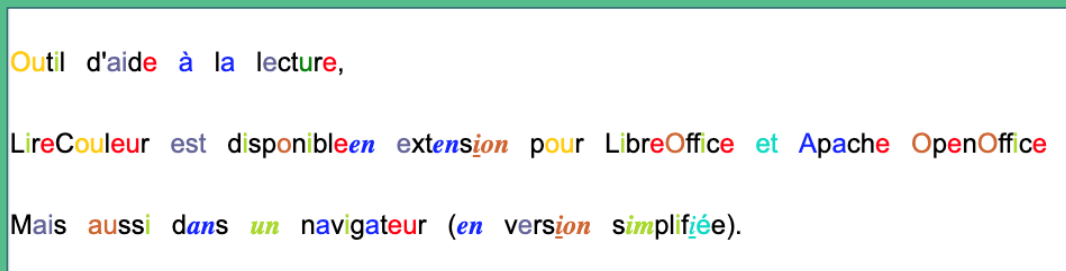 Outil d'aide à la lecture,
LireCouleur est disponibleen extension pour LibreOffice et Apache OpenOffice
Mais aussi dans un navigateur (en version simplifiée).